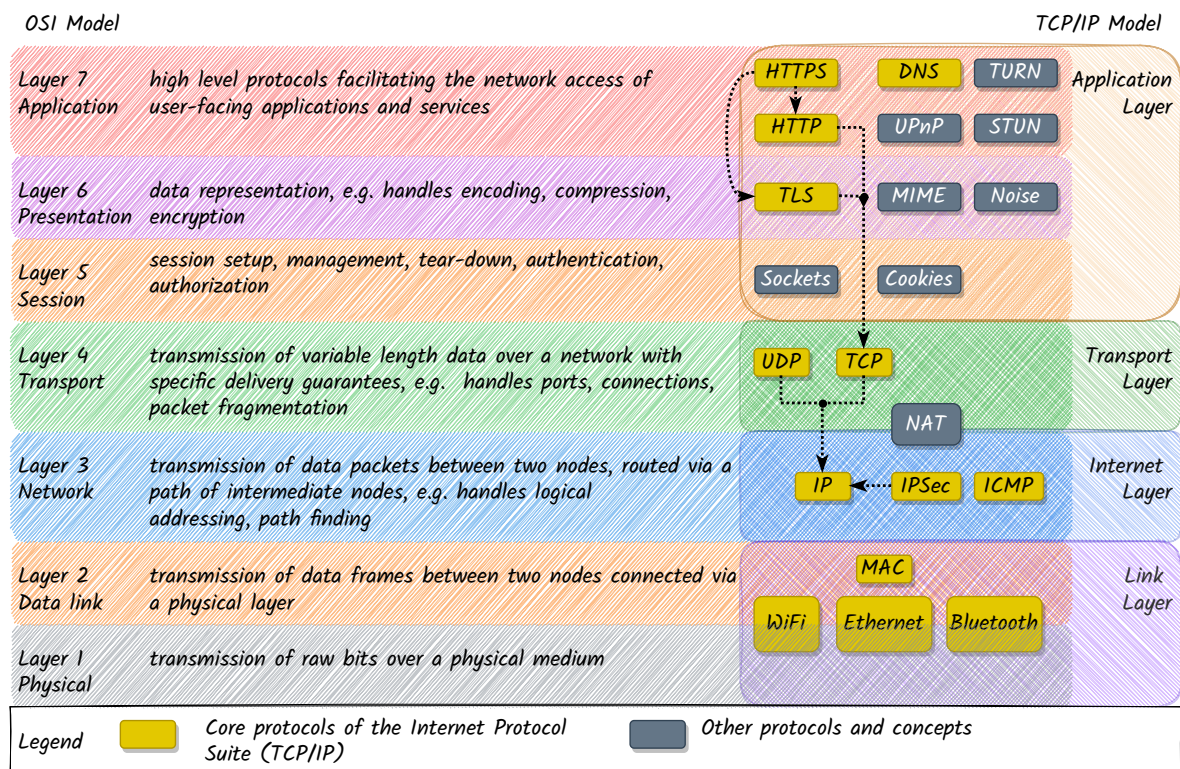 OSI Model
TCP/IP Model
Layer 7
Application
high level protocols facilitating the network access of
user-facing applications and services
HTTPS
DNS
TURN
HTTP
UPnP
STUN
Application
Layer
Layer 6
Presentation
data representation, e.g. handles encoding, compression,
encryption
TLS
MIME
Noise
Layer 5
Session
session setup, management, tear-down, authentication,
authorization
Sockets
Cookies
Layer 4
Transport
transmission of variable length data over a network with
specific delivery guarantees, e.g. handles ports, connections,
packet fragmentation
UDP
TCP
NAT
Transport
Layer
Layer 3
Network
transmission of data packets between two nodes, routed via a
path of intermediate nodes, e.g. handles logical
addressing, path finding
IP
IPSec
ICMP
Internet
Layer
Layer 2
Data link
transmission of data frames between two nodes connected via
a physical layer
MAC
WiFi
Ethernet
Bluetooth
Link
Layer
Layer 1
Physical
transmission of raw bits over a physical medium
Legend
Core protocols of the Internet Protocol
Suite (TCP/IP)
Other protocols and concepts